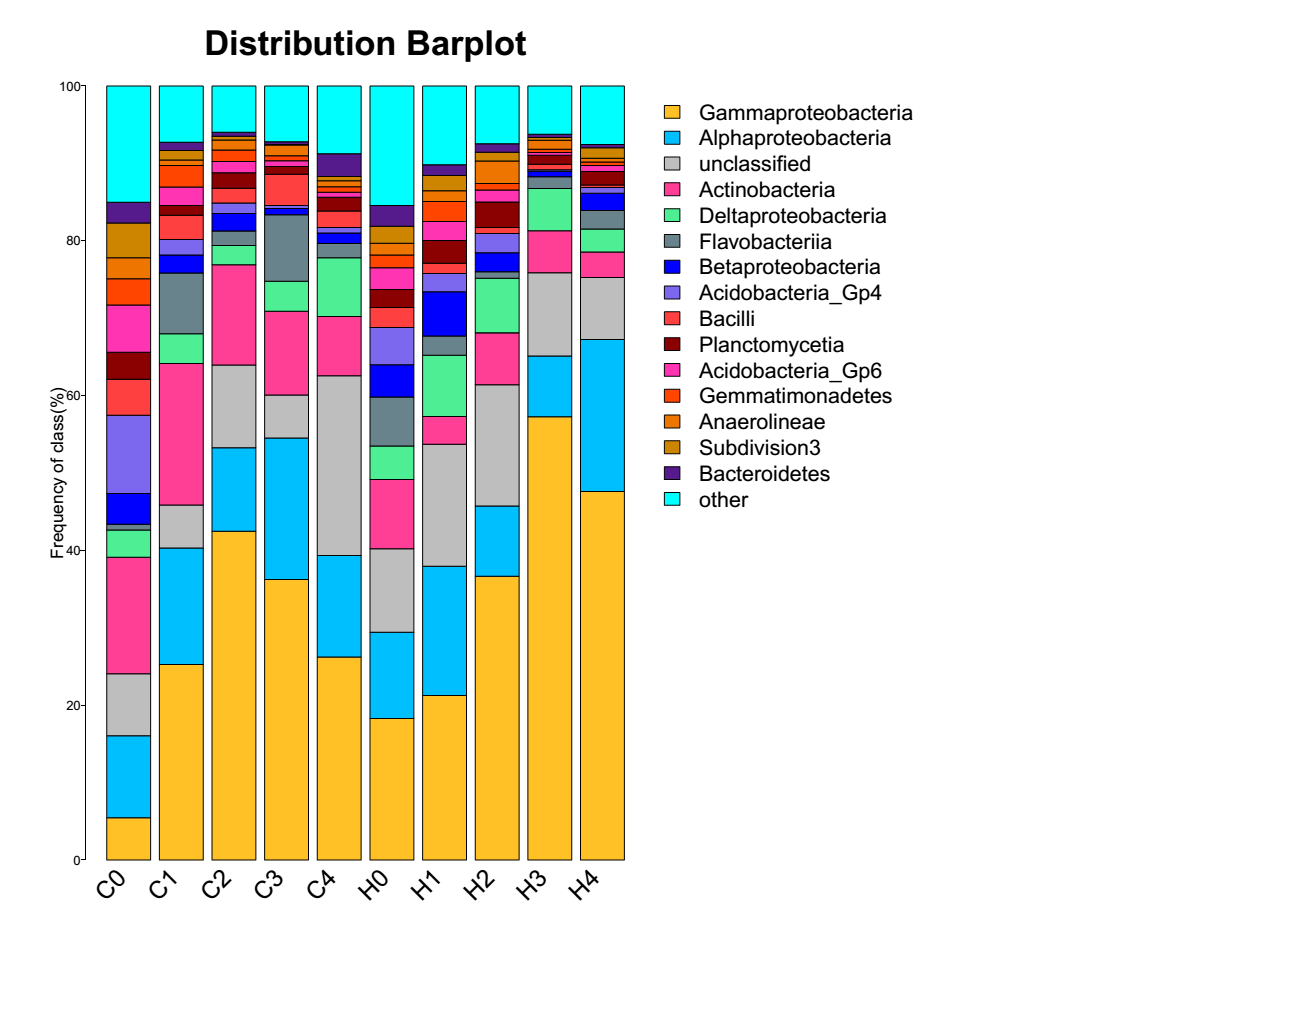 Distribution Barplot
Frequency of class(%)
100
80
60
40
20
0
C0
C1
C2
C3
C4
H0
H1
H2
H3
H4
Gammaproteobacteria
Alphaproteobacteria
unclassified
Actinobacteria
Deltaproteobacteria
Flavobacteriia
Betaproteobacteria
Acidobacteria_Gp4
Bacilli
Planctomycetia
Acidobacteria_Gp6
Gemmatimonadetes
Anaerolineae
Subdivision3
Bacteroidetes
other